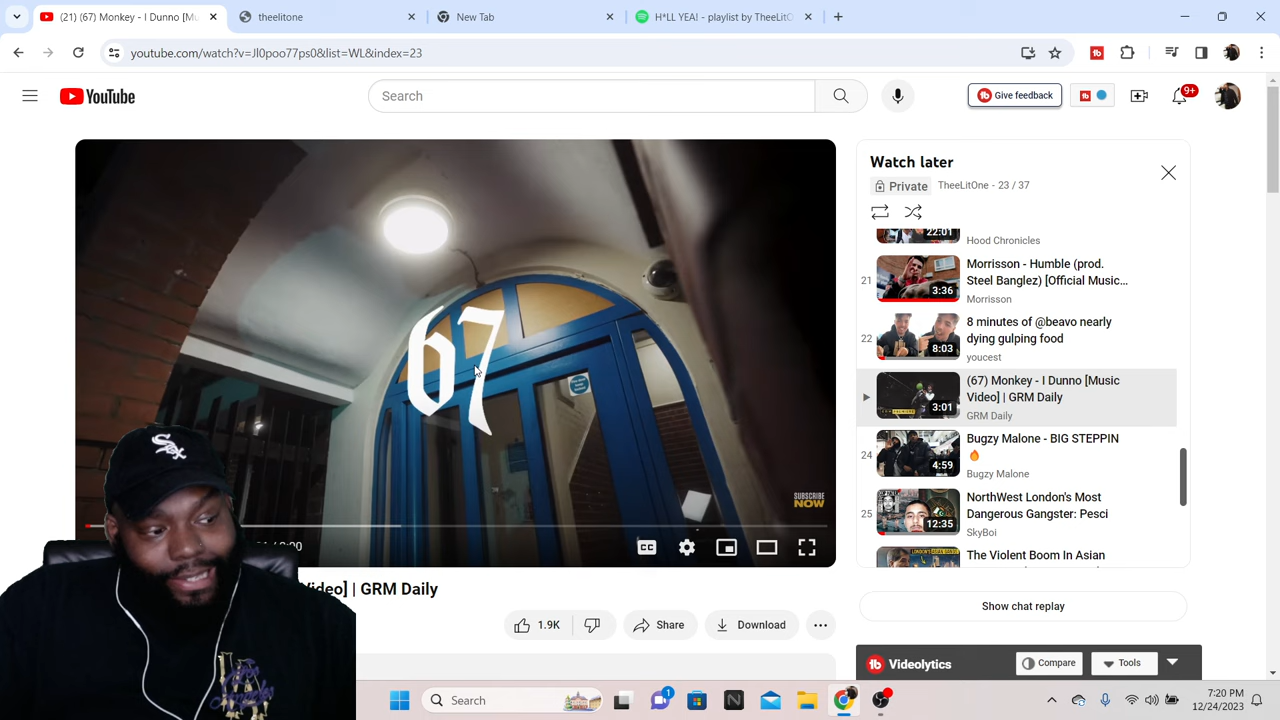 (21) (67) Monkey - I Dunno [Mu
theelitone
New Tab
H*LL YEA! - playlist by TheeLitO
youtube.com/watch?v=Jl0poo77ps0&list=WL&index=23
YouTube
Search
Give feedback
9+
Watch later
Private
TheeLitOne - 23 / 37
22:01
Hood Chronicles
21
Morrisson - Humble (prod.
Steel Banglez) [Official Music...
3:36
Morrisson
22
8 minutes of @beavo nearly
dying gulping food
8:03
youcest
(67) Monkey - I Dunno [Music
Video] | GRM Daily
3:01
GRM Daily
24
Bugzy Malone - BIG STEPPIN
🔥
4:59
Bugzy Malone
25
NorthWest London's Most
Dangerous Gangster: Pesci
12:35
SkyBoi
The Violent Boom In Asian
67
SUBSCRIBE
NOW
CC
Sox
Video] | GRM Daily
1.9K
Share
Download
Show chat replay
Videolytics
Compare
Tools
Search
1
7:20 PM
12/24/2023